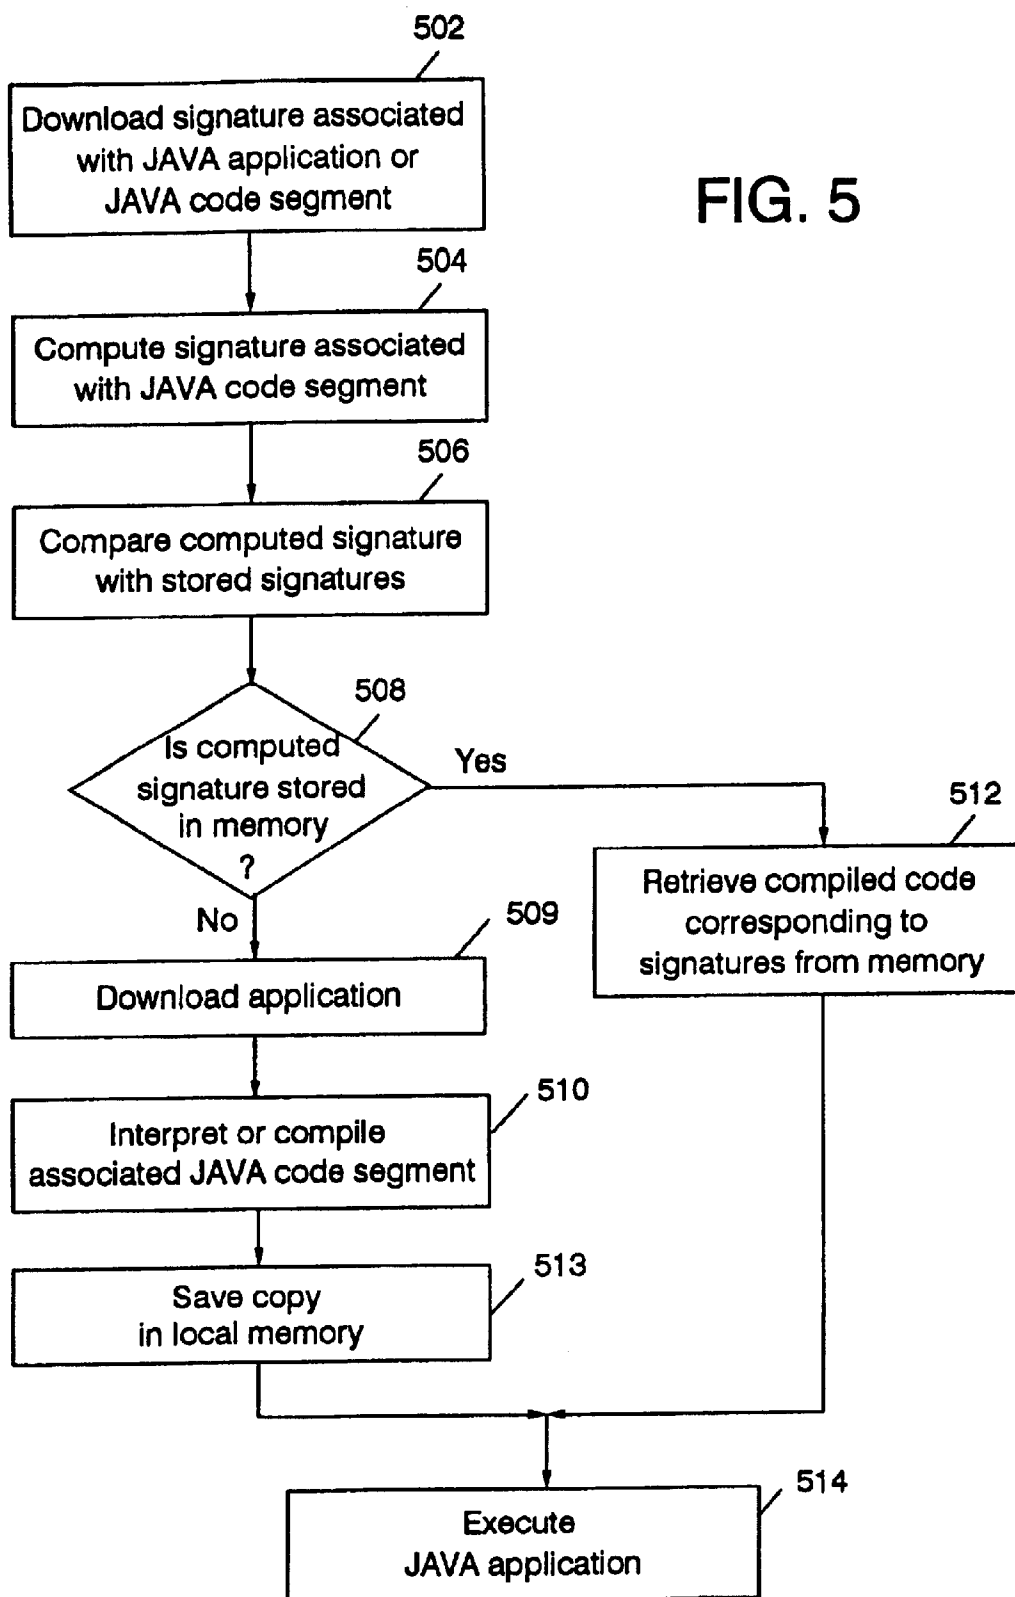 502
Download signature associated
with JAVA application or
JAVA code segment
FIG. 5
504
Compute signature associated
with JAVA code segment
506
Compare computed signature
with stored signatures
508
Is computed
signature stored
in memory
?
Yes
No
512
Retrieve compiled code
corresponding to
signatures from memory
509
Download application
510
Interpret or compile
associated JAVA code segment
513
Save copy
in local memory
514
Execute
JAVA application